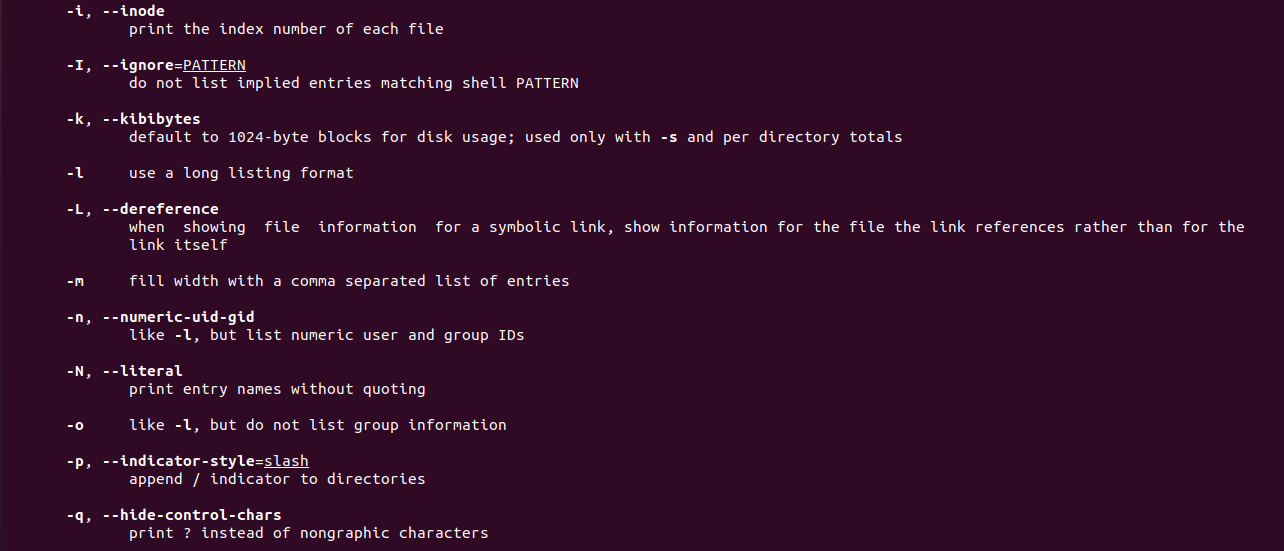 -i, --inode
print the index number of each file
-I, --ignore=PATTERN
do not list implied entries matching shell PATTERN
-k, --kibibytes
default to 1024-byte blocks for disk usage; used only with -s and per directory totals
-l     use a long listing format
-L, --dereference
when  showing  file  information  for a symbolic link, show information for the file the link references rather than for the
link itself
-m     fill width with a comma separated list of entries
-n, --numeric-uid-gid
like -l, but list numeric user and group IDs
-N, --literal
print entry names without quoting
-o     like -l, but do not list group information
-p, --indicator-style=slash
append / indicator to directories
-q, --hide-control-chars
print ? instead of nongraphic characters